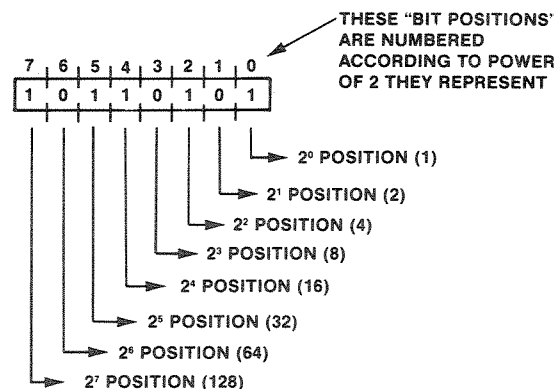 THESE “BIT POSITIONS”
ARE NUMBERED
ACCORDING TO POWER
OF 2 THEY REPRESENT
7 6 5 4 3 2 1 0
1 0 1 1 0 1 0 1
2⁰ POSITION (1)
2¹ POSITION (2)
2² POSITION (4)
2³ POSITION (8)
2⁴ POSITION (16)
2⁵ POSITION (32)
2⁶ POSITION (64)
2⁷ POSITION (128)